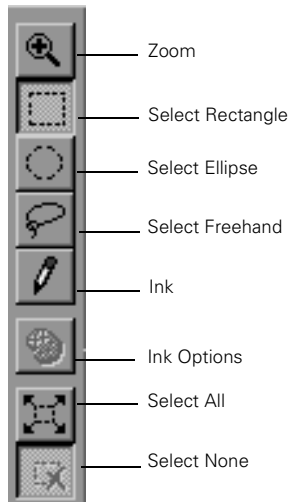 Zoom
Select Rectangle
Select Ellipse
Select Freehand
Ink
Ink Options
Select All
Select None